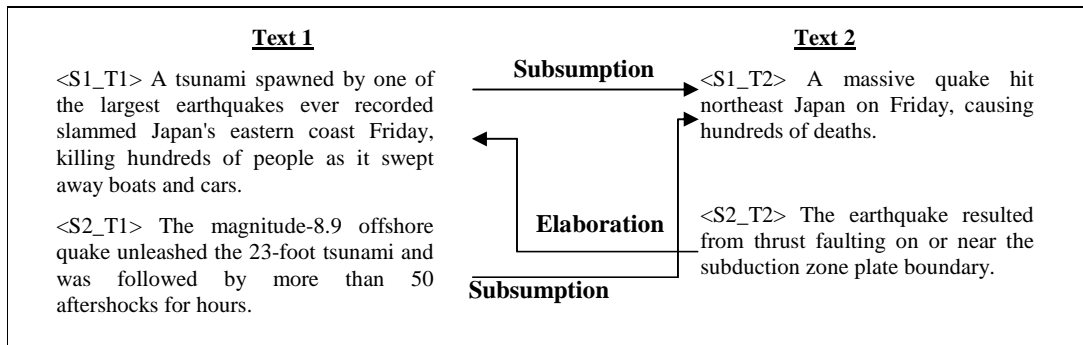 Text 1
<S1_T1> A tsunami spawned by one of
the largest earthquakes ever recorded
slammed Japan's eastern coast Friday,
killing hundreds of people as it swept
away boats and cars.
<S2_T1> The magnitude-8.9 offshore
quake unleashed the 23-foot tsunami and
was followed by more than 50
aftershocks for hours.
Subsumption
Elaboration
Subsumption
Text 2
<S1_T2> A massive quake hit
northeast Japan on Friday, causing
hundreds of deaths.
<S2_T2> The earthquake resulted
from thrust faulting on or near the
subduction zone plate boundary.